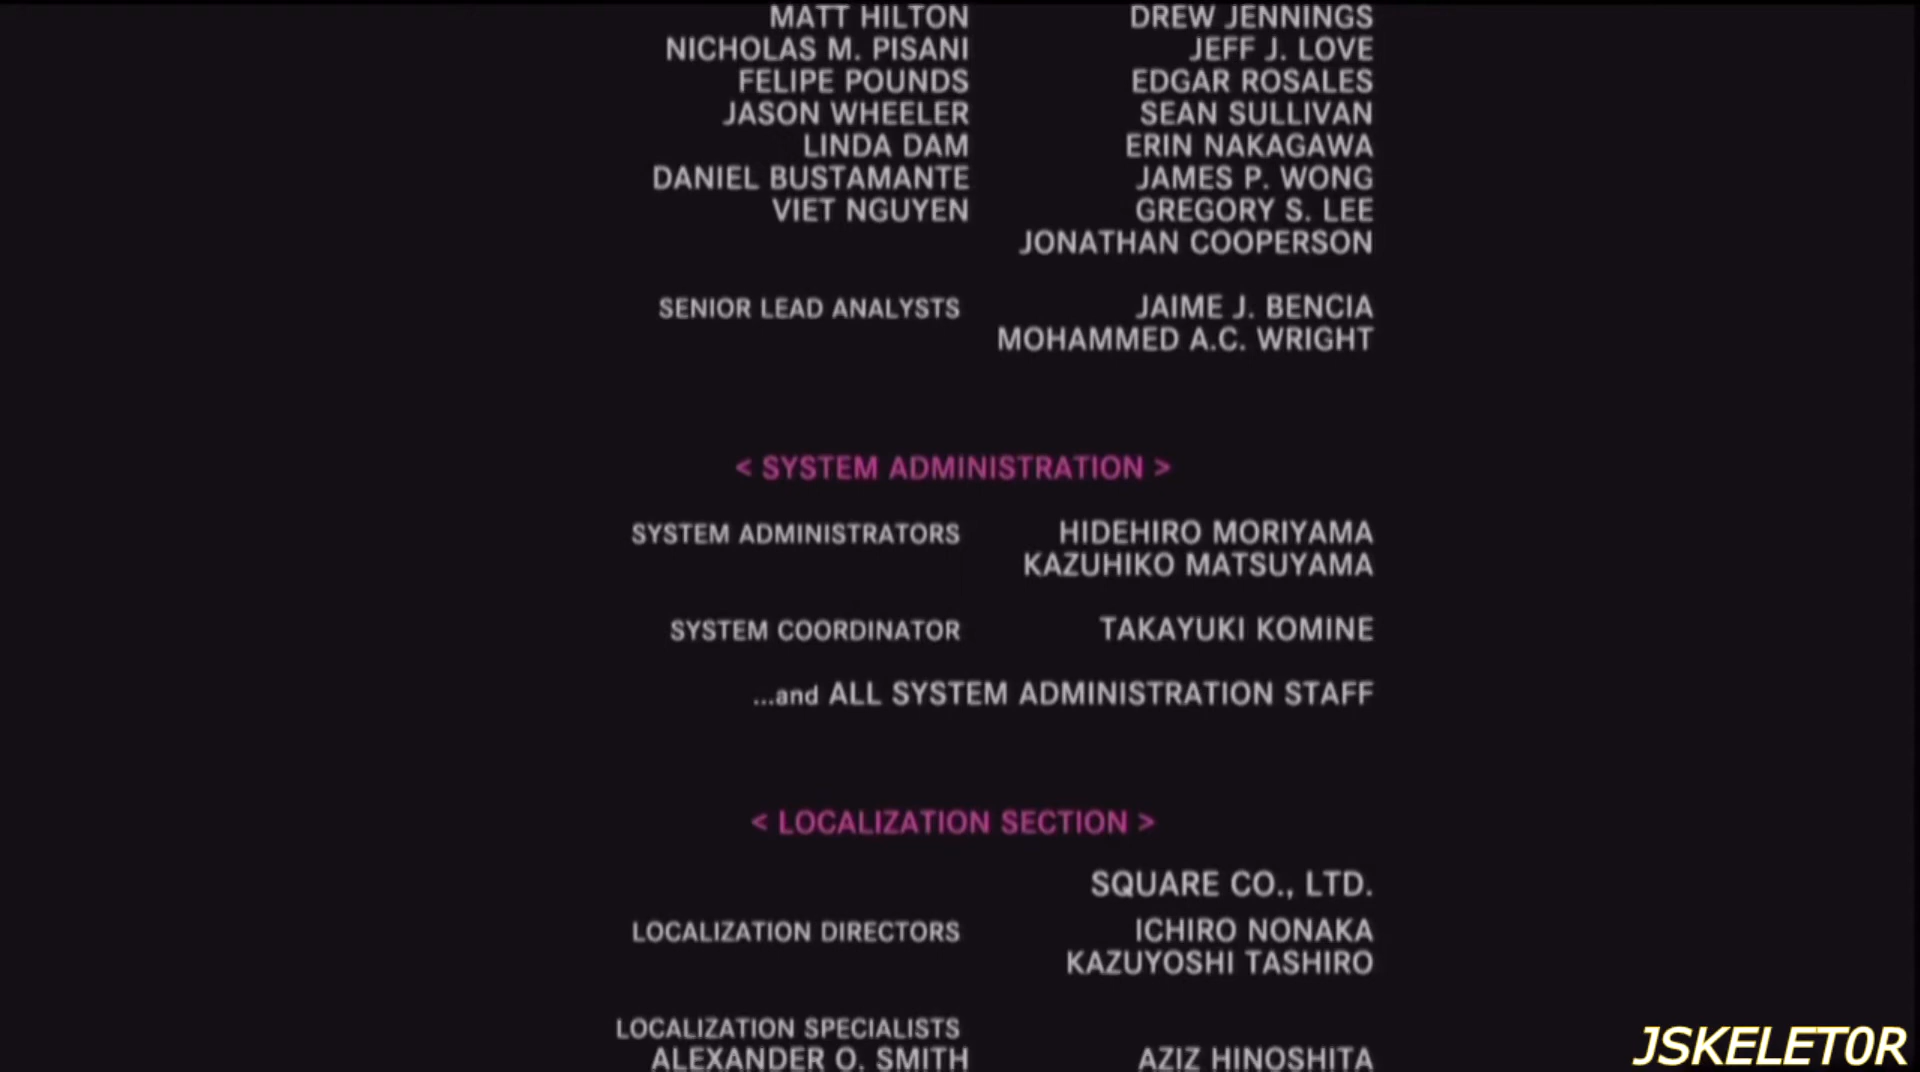 MATT HILTON DREW JENNINGS
NICHOLAS M. PISANI JEFF J. LOVE
FELIPE POUNDS EDGAR ROSALES
JASON WHEELER SEAN SULLIVAN
LINDA DAM ERIN NAKAGAWA
DANIEL BUSTAMANTE JAMES P. WONG
VIET NGUYEN GREGORY S. LEE
JONATHAN COOPERSON
SENIOR LEAD ANALYSTS JAIME J. BENCIA
MOHAMMED A.C. WRIGHT
< SYSTEM ADMINISTRATION >
SYSTEM ADMINISTRATORS HIDEHIRO MORIYAMA
KAZUHIKO MATSUYAMA
SYSTEM COORDINATOR TAKAYUKI KOMINE
...and ALL SYSTEM ADMINISTRATION STAFF
< LOCALIZATION SECTION >
SQUARE CO., LTD.
LOCALIZATION DIRECTORS ICHIRO NONAKA
KAZUYOSHI TASHIRO
LOCALIZATION SPECIALISTS
ALEXANDER O. SMITH AZIZ HINOSHITA
JSKELET0R